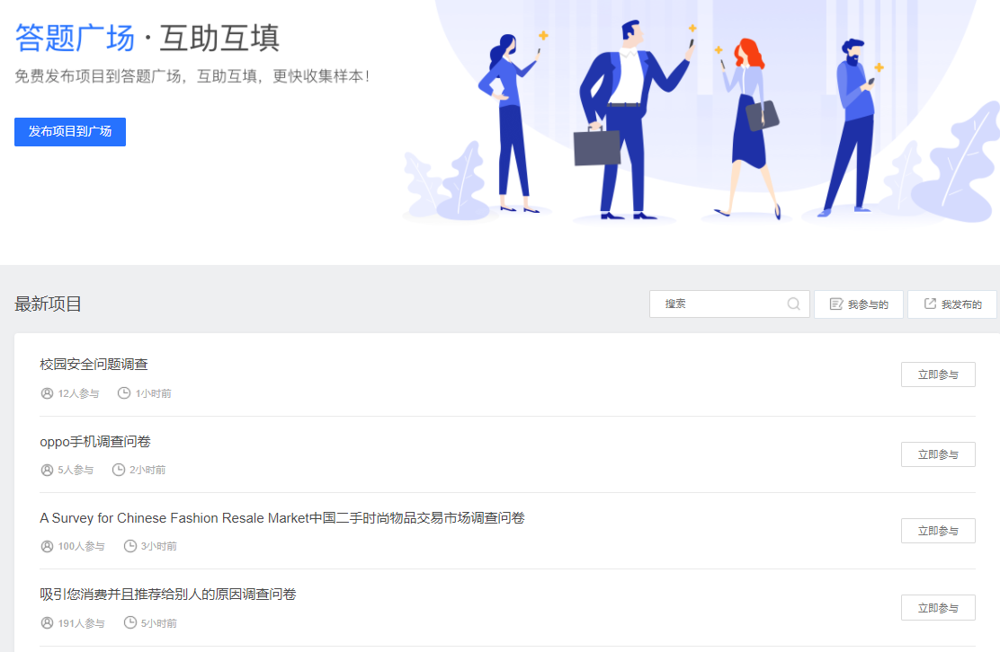 答题广场 · 互助互填
免费发布项目到答题广场，互助互填，更快收集样本！
发布项目到广场
最新项目
搜索
我参与的
我发布的
校园安全问题调查
12人参与 1小时前
立即参与
oppo手机调查问卷
5人参与 2小时前
立即参与
A Survey for Chinese Fashion Resale Market中国二手时尚物品交易市场调查问卷
100人参与 3小时前
立即参与
吸引您消费并且推荐给别人的原因调查问卷
191人参与 5小时前
立即参与